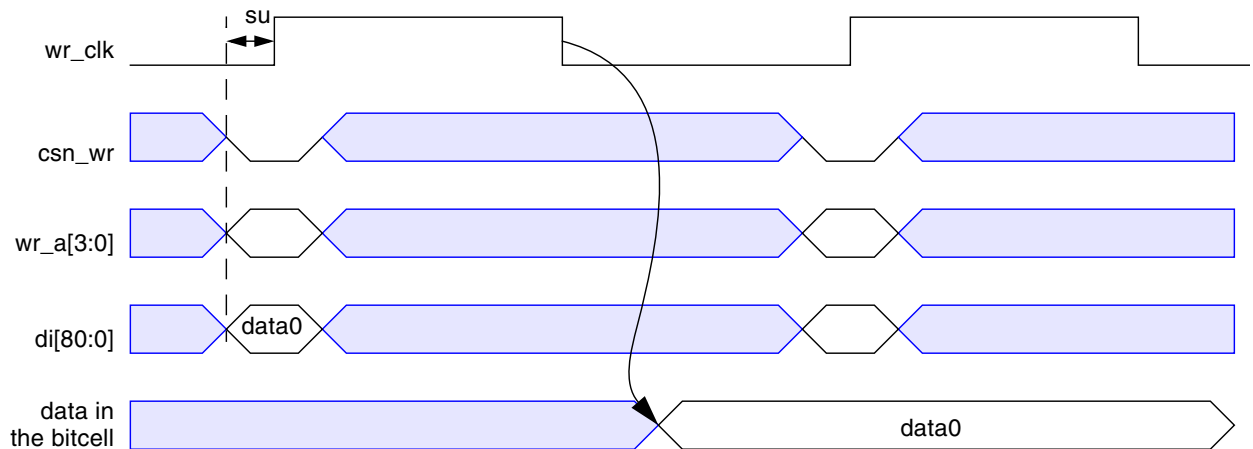 su
wr_clk
csn_wr
wr_a[3:0]
di[80:0]
data0
data in
the bitcell
data0